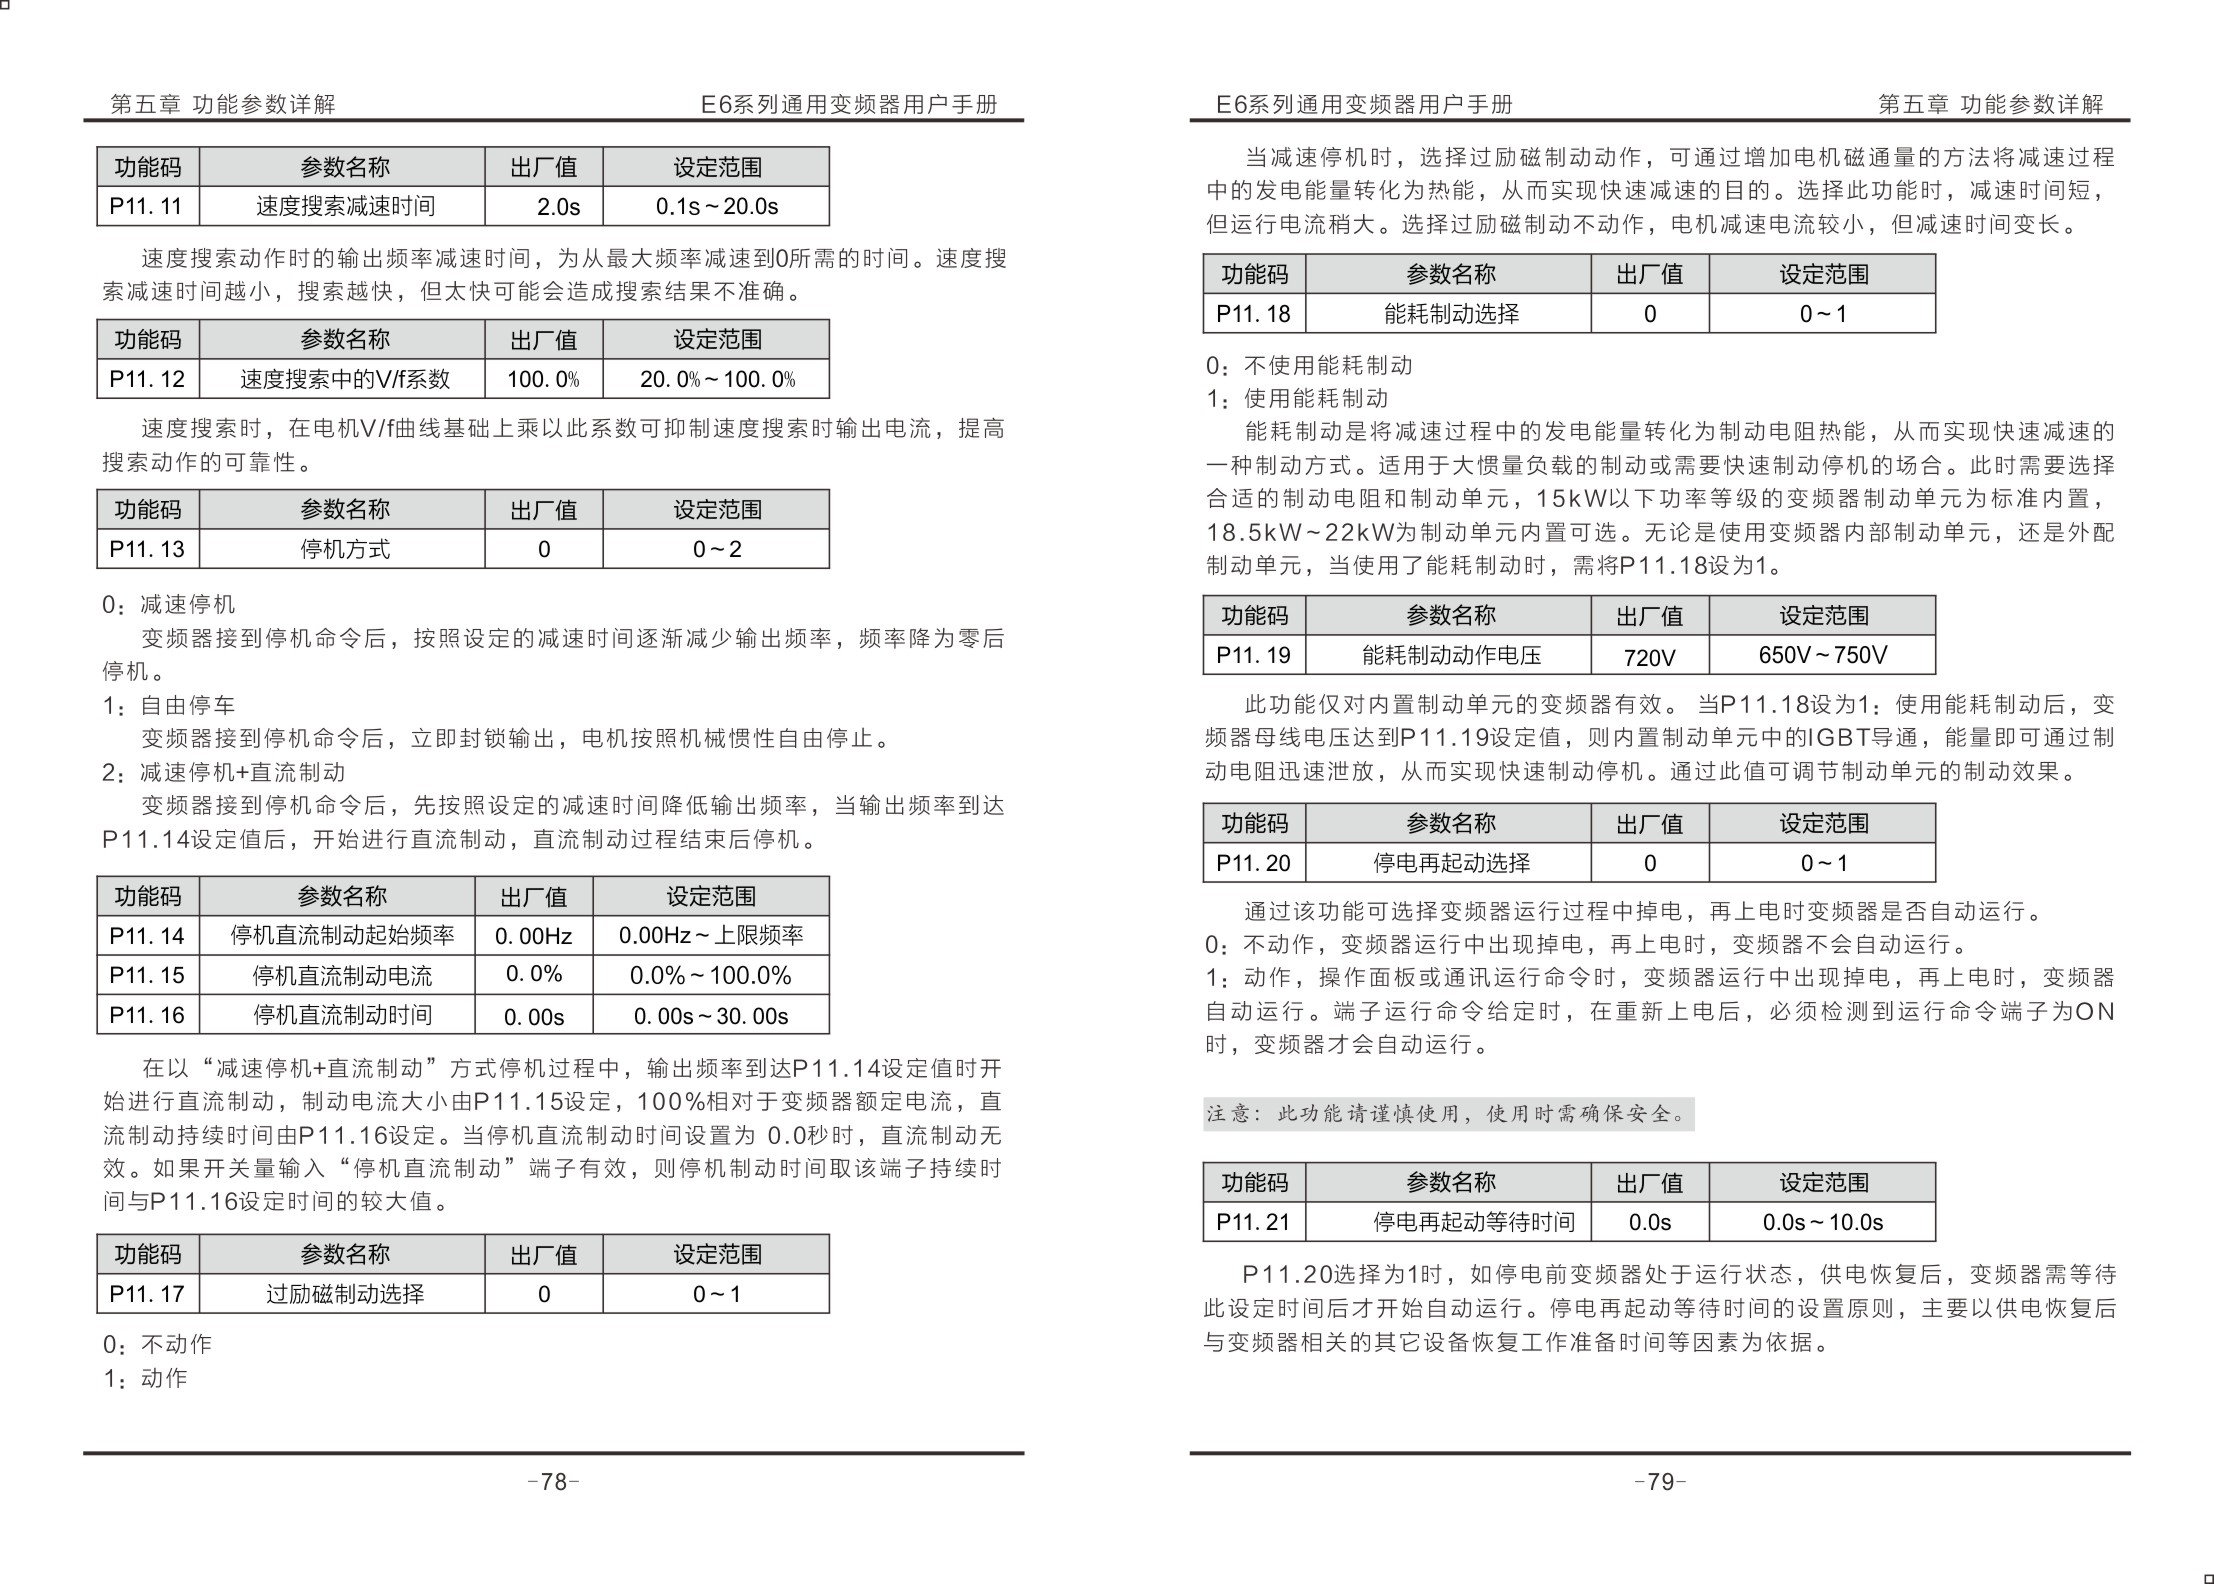 第五章 功能参数详解 E6系列通用变频器用户手册
功能码 参数名称 出厂值 设定范围
P11.11 速度搜索减速时间 2.0s 0.1s~20.0s
速度搜索动作时的输出频率减速时间，为从最大频率减速到0所需的时间。速度搜
索减速时间越小，搜索越快，但太快可能会造成搜索结果不准确。
功能码 参数名称 出厂值 设定范围
P11.12 速度搜索中的V/f系数 100.0% 20.0%~100.0%
速度搜索时，在电机V/f曲线基础上乘以此系数可抑制速度搜索时输出电流，提高
搜索动作的可靠性。
功能码 参数名称 出厂值 设定范围
P11.13 停机方式 0 0~2
0：减速停机
变频器接到停机命令后，按照设定的减速时间逐渐减少输出频率，频率降为零后
停机。
1：自由停车
变频器接到停机命令后，立即封锁输出，电机按照机械惯性自由停止。
2：减速停机+直流制动
变频器接到停机命令后，先按照设定的减速时间降低输出频率，当输出频率到达
P11.14设定值后，开始进行直流制动，直流制动过程结束后停机。
功能码 参数名称 出厂值 设定范围
P11.14 停机直流制动起始频率 0.00Hz 0.00Hz~上限频率
P11.15 停机直流制动电流 0.0% 0.0%~100.0%
P11.16 停机直流制动时间 0.00s 0.00s~30.00s
在以“减速停机+直流制动”方式停机过程中，输出频率到达P11.14设定值时开
始进行直流制动，制动电流大小由P11.15设定，100%相对于变频器额定电流，直
流制动持续时间由P11.16设定。当停机直流制动时间设置为 0.0秒时，直流制动无
效。如果开关量输入“停机直流制动”端子有效，则停机制动时间取该端子持续时
间与P11.16设定时间的较大值。
功能码 参数名称 出厂值 设定范围
P11.17 过励磁制动选择 0 0~1
0：不动作
1：动作
-78-
E6系列通用变频器用户手册 第五章 功能参数详解
当减速停机时，选择过励磁制动动作，可通过增加电机磁通量的方法将减速过程
中的发电能量转化为热能，从而实现快速减速的目的。选择此功能时，减速时间短，
但运行电流稍大。选择过励磁制动不动作，电机减速电流较小，但减速时间变长。
功能码 参数名称 出厂值 设定范围
P11.18 能耗制动选择 0 0~1
0：不使用能耗制动
1：使用能耗制动
能耗制动是将减速过程中的发电能量转化为制动电阻热能，从而实现快速减速的
一种制动方式。适用于大惯量负载的制动或需要快速制动停机的场合。此时需要选择
合适的制动电阻和制动单元，15kW以下功率等级的变频器制动单元为标准内置，
18.5kW~22kW为制动单元内置可选。无论是使用变频器内部制动单元，还是外配
制动单元，当使用了能耗制动时，需将P11.18设为1。
功能码 参数名称 出厂值 设定范围
P11.19 能耗制动动作电压 720V 650V~750V
此功能仅对内置制动单元的变频器有效。 当P11.18设为1：使用能耗制动后，变
频器母线电压达到P11.19设定值，则内置制动单元中的IGBT导通，能量即可通过制
动电阻迅速泄放，从而实现快速制动停机。通过此值可调节制动单元的制动效果。
功能码 参数名称 出厂值 设定范围
P11.20 停电再起动选择 0 0~1
通过该功能可选择变频器运行过程中掉电，再上电时变频器是否自动运行。
0：不动作，变频器运行中出现掉电，再上电时，变频器不会自动运行。
1：动作，操作面板或通讯运行命令时，变频器运行中出现掉电，再上电时，变频器
自动运行。端子运行命令给定时，在重新上电后，必须检测到运行命令端子为ON
时，变频器才会自动运行。
注意：此功能请谨慎使用，使用时需确保安全。
功能码 参数名称 出厂值 设定范围
P11.21 停电再起动等待时间 0.0s 0.0s~10.0s
P11.20选择为1时，如停电前变频器处于运行状态，供电恢复后，变频器需等待
此设定时间后才开始自动运行。停电再起动等待时间的设置原则，主要以供电恢复后
与变频器相关的其它设备恢复工作准备时间等因素为依据。
-79-